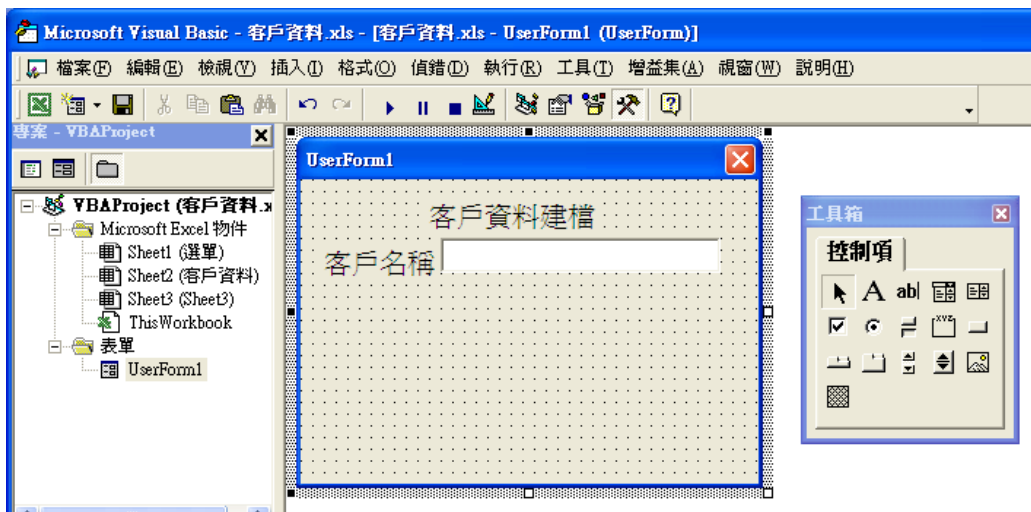 Microsoft Visual Basic - 客戶資料.xls - [客戶資料.xls - UserForm1 (UserForm)]
檔案(F) 編輯(E) 檢視(V) 插入(I) 格式(O) 偵錯(D) 執行(R) 工具(T) 增益集(A) 視窗(W) 說明(H)
專案 - VBAProject
VBAProject (客戶資料.x
Microsoft Excel 物件
Sheet1 (選單)
Sheet2 (客戶資料)
Sheet3 (Sheet3)
ThisWorkbook
表單
UserForm1
UserForm1
客戶資料建檔
客戶名稱
工具箱
控制項
A abl
XYZ